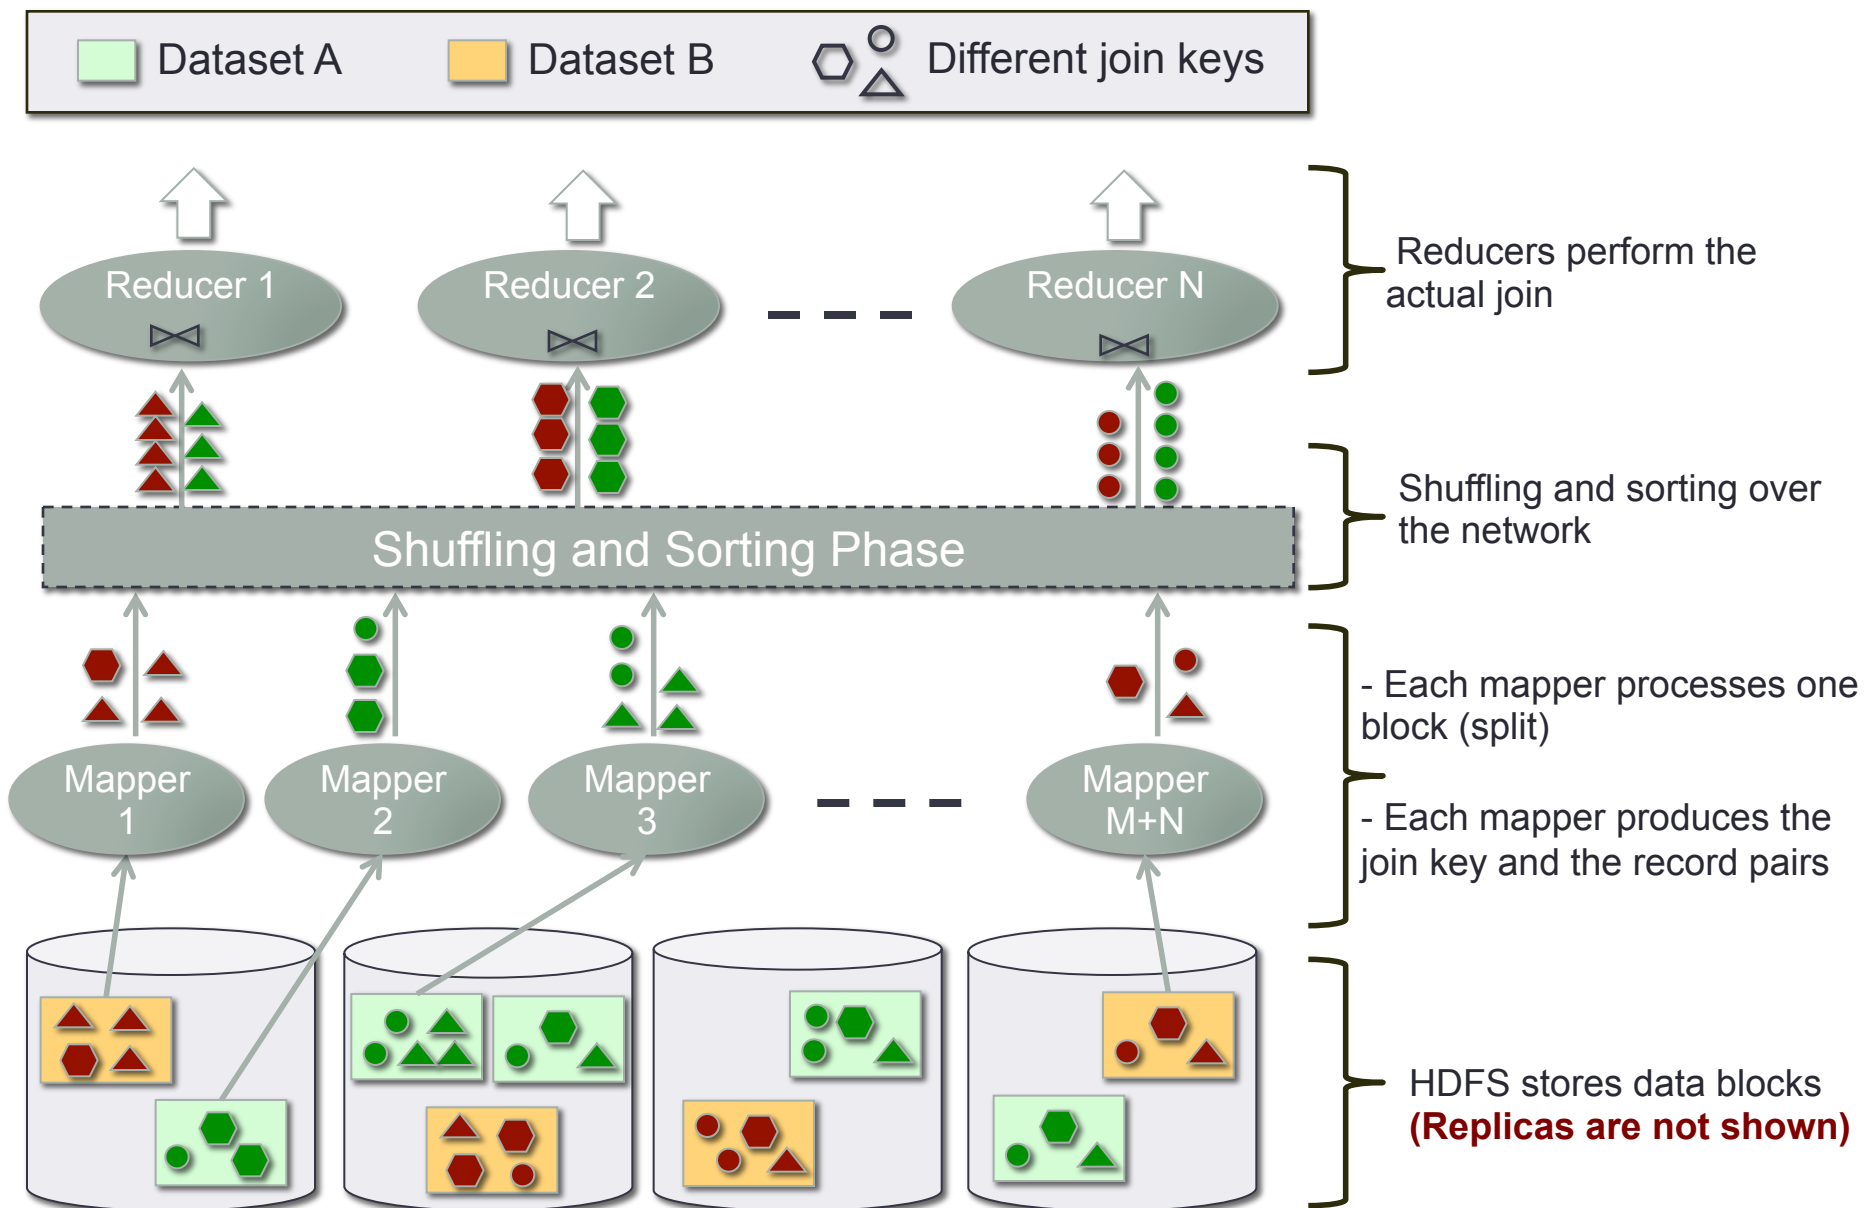 Dataset A
Dataset B
Different join keys
Reducer 1
Reducer 2
Reducer N
Reducers perform the
actual join
Shuffling and Sorting Phase
Shuffling and sorting over
the network
Mapper
1
Mapper
2
Mapper
3
Mapper
M+N
- Each mapper processes one
block (split)
- Each mapper produces the
join key and the record pairs
HDFS stores data blocks
(Replicas are not shown)